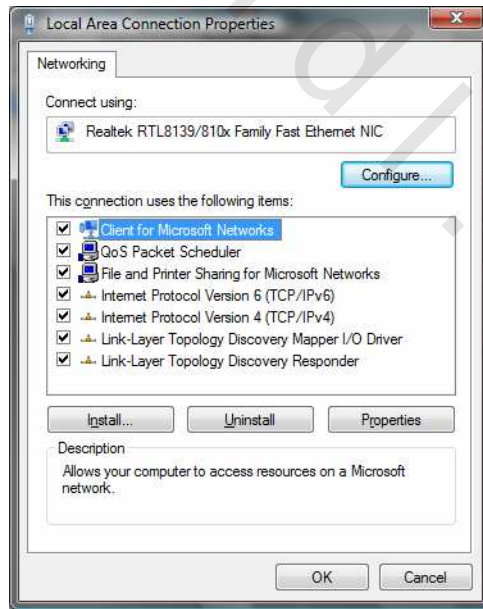 Local Area Connection Properties
Networking
Connect using:
Realtek RTL8139/810x Family Fast Ethernet NIC
Configure...
This connection uses the following items:
Client for Microsoft Networks
QoS Packet Scheduler
File and Printer Sharing for Microsoft Networks
Internet Protocol Version 6 (TCP/IPv6)
Internet Protocol Version 4 (TCP/IPv4)
Link-Layer Topology Discovery Mapper I/O Driver
Link-Layer Topology Discovery Responder
Install...
Uninstall
Properties
Description
Allows your computer to access resources on a Microsoft
network.
OK
Cancel